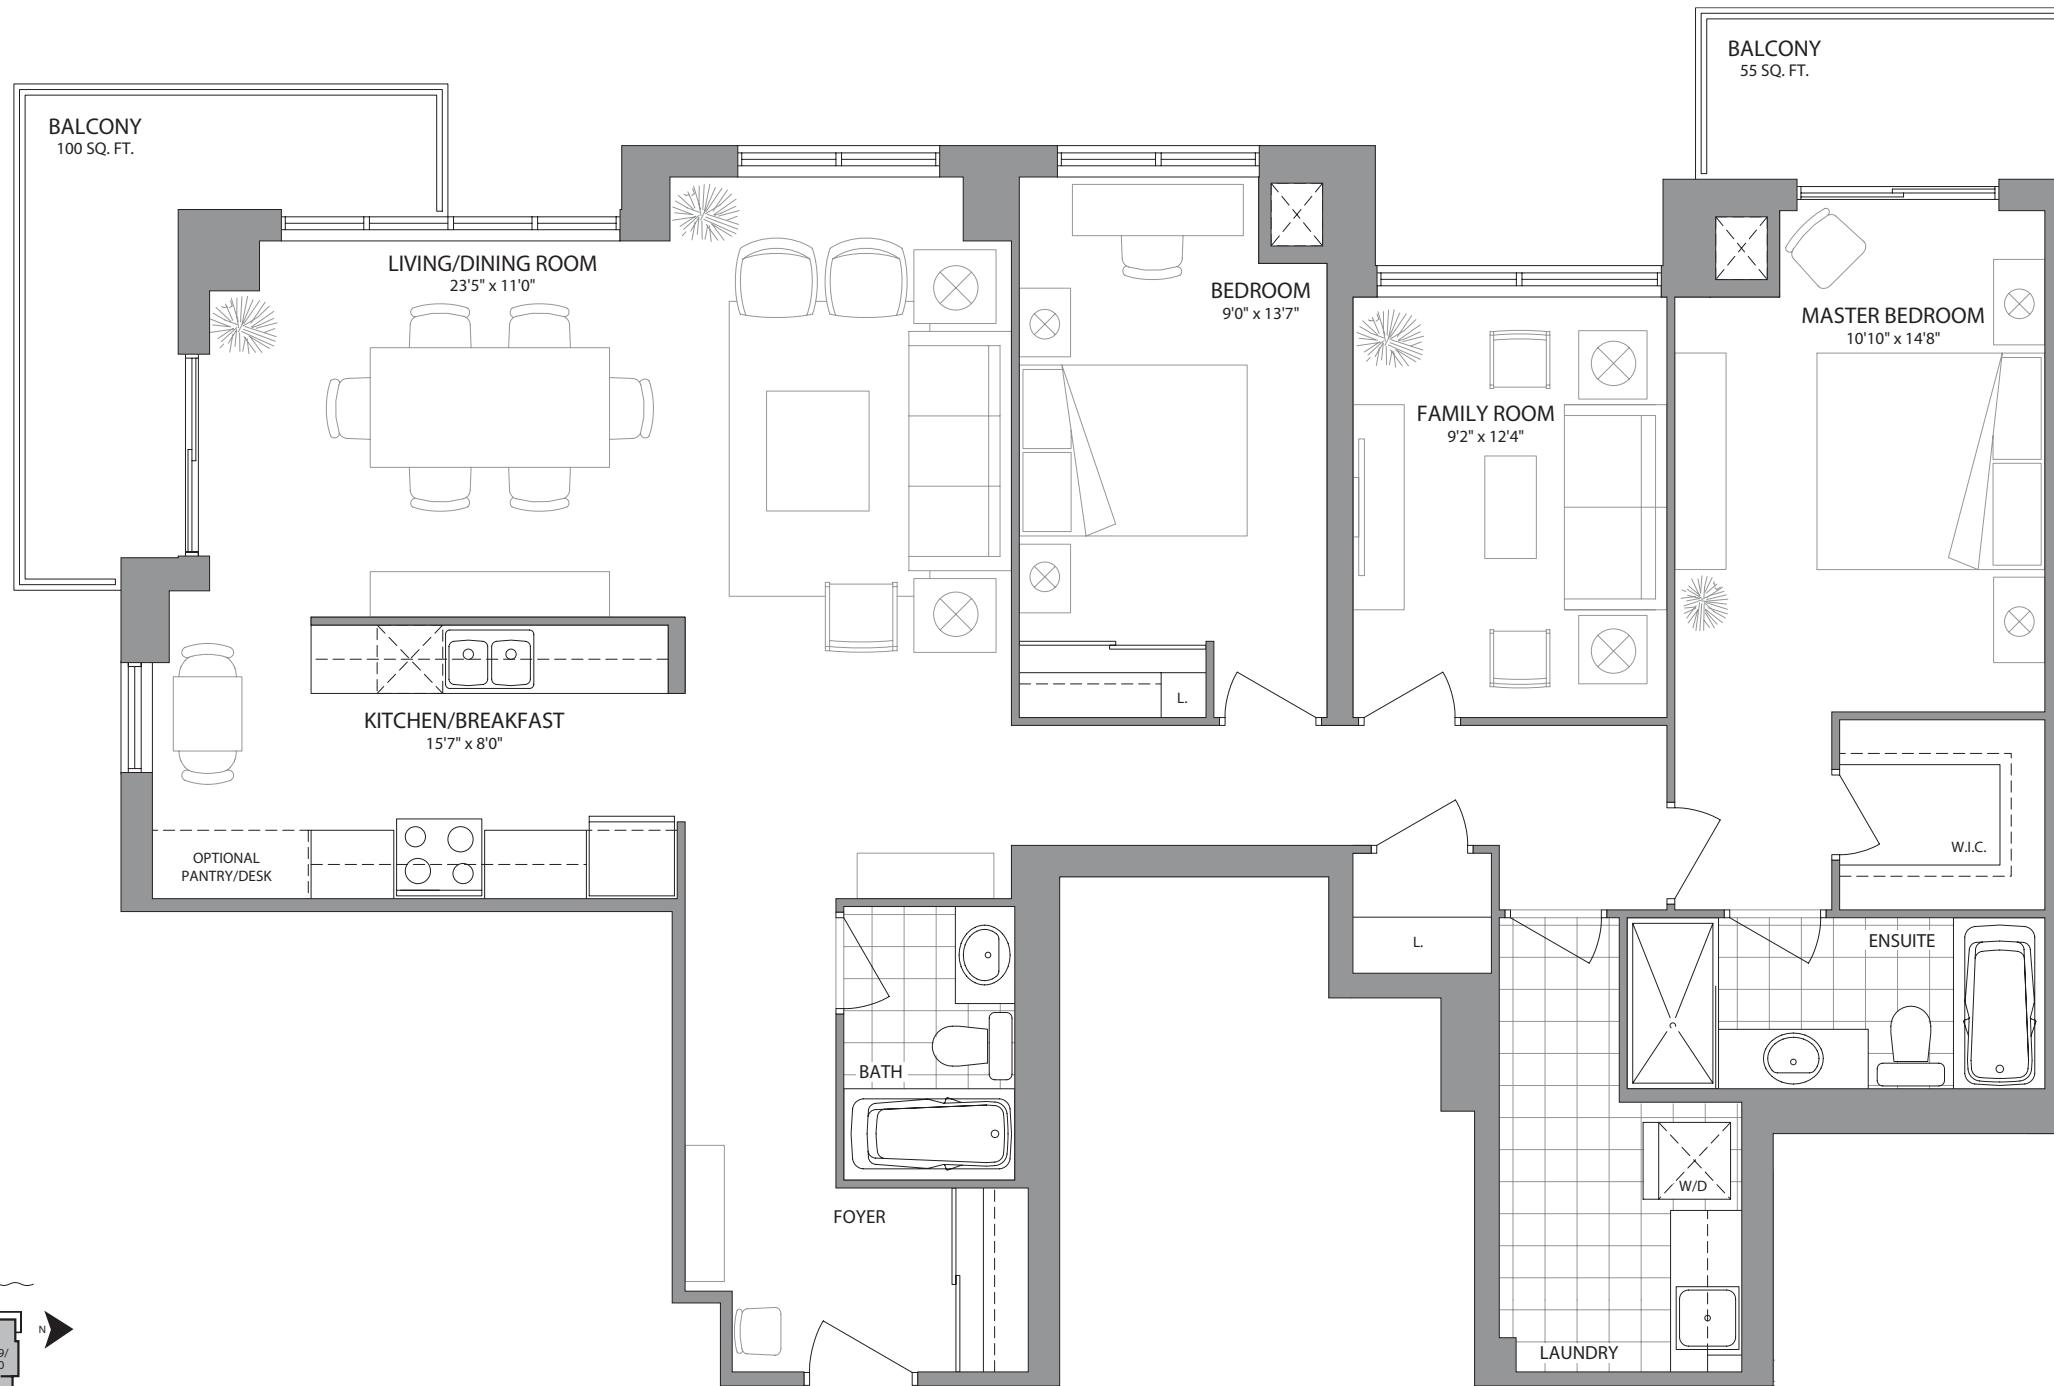 BALCONY
55 SQ. FT.
BALCONY
100 SQ. FT.
LIVING/DINING ROOM
23'5" x 11'0"
BEDROOM
9'0" x 13'7"
MASTER BEDROOM
10'10" x 14'8"
FAMILY ROOM
9'2" x 12'4"
L.
KITCHEN/BREAKFAST
15'7" x 8'0"
OPTIONAL
PANTRY/DESK
W.I.C.
L.
ENSUITE
BATH
W/D
FOYER
LAUNDRY
N
9/
0